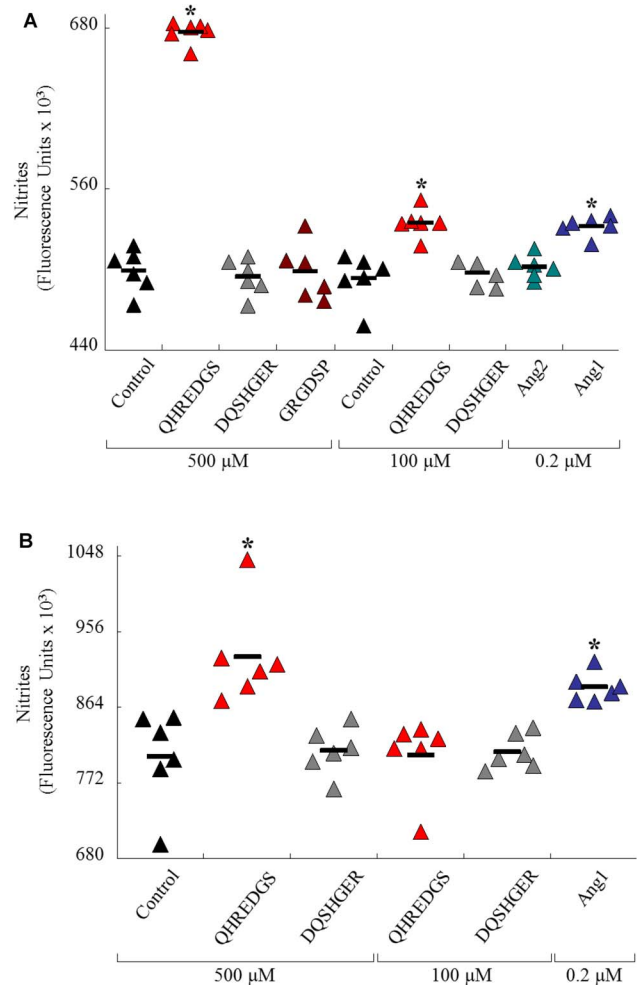 A
Nitrites
(Fluorescence Units x 10³)
680
560
440
*
*
*
Control
QHREDGS
DQSHGER
GRGDSP
Control
QHREDGS
DQSHGER
Ang2
Ang1
500 µM
100 µM
0.2 µM
B
Nitrites
(Fluorescence Units x 10³)
1048
956
864
772
680
*
*
Control
QHREDGS
DQSHGER
QHREDGS
DQSHGER
Ang1
500 µM
100 µM
0.2 µM